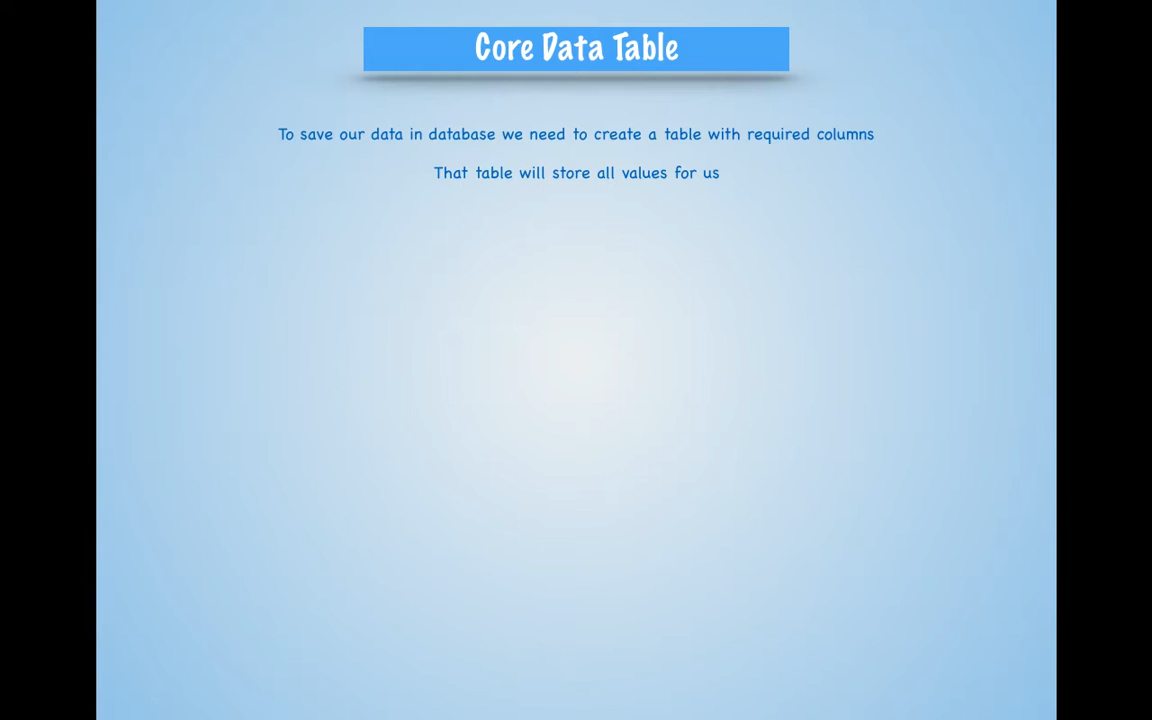 Core Data Table
To save our data in database we need to create a table with required columns
That table will store all values for us